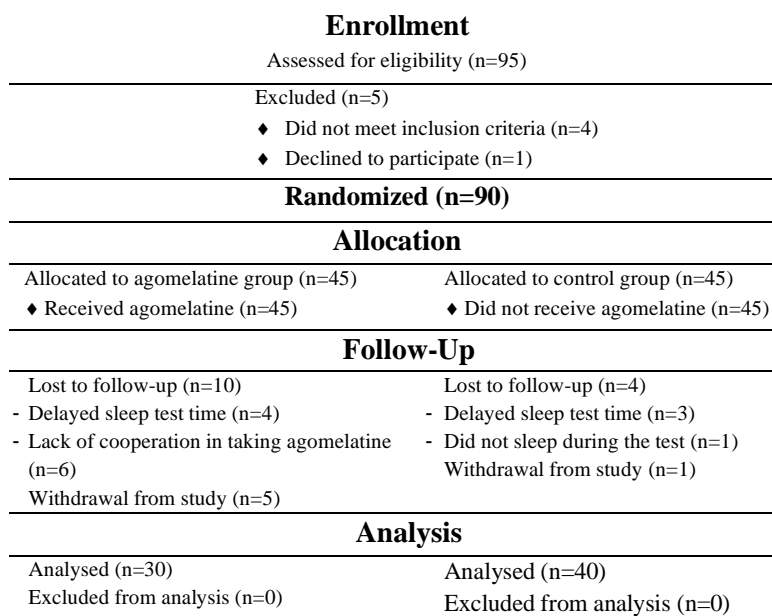 Enrollment
Assessed for eligibility (n=95)
Excluded (n=5)
♦ Did not meet inclusion criteria (n=4)
♦ Declined to participate (n=1)
Randomized (n=90)
Allocation
Allocated to agomelatine group (n=45)
♦ Received agomelatine (n=45)
Allocated to control group (n=45)
♦ Did not receive agomelatine (n=45)
Follow-Up
Lost to follow-up (n=10)
- Delayed sleep test time (n=4)
- Lack of cooperation in taking agomelatine
(n=6)
Withdrawal from study (n=5)
Lost to follow-up (n=4)
- Delayed sleep test time (n=3)
- Did not sleep during the test (n=1)
Withdrawal from study (n=1)
Analysis
Analysed (n=30)
Excluded from analysis (n=0)
Analysed (n=40)
Excluded from analysis (n=0)